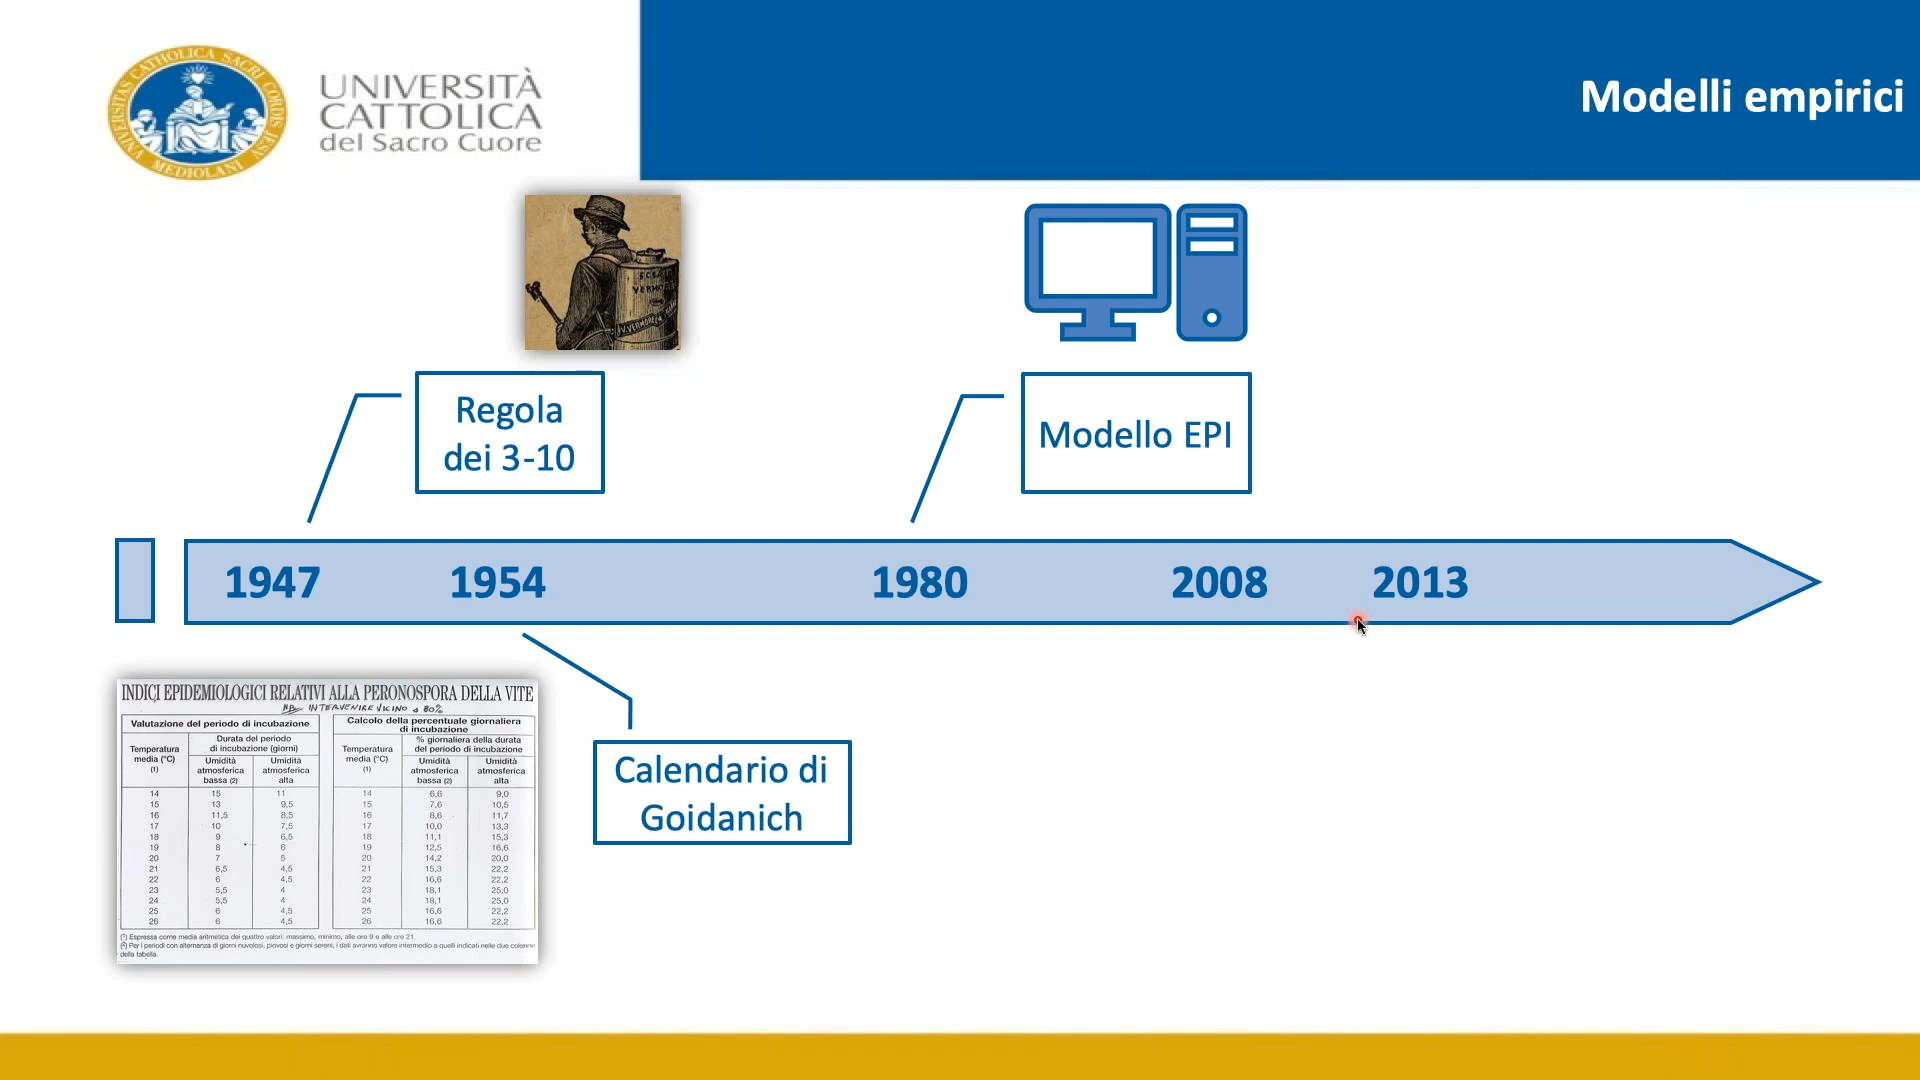 UNIVERSITÀ
CATTOLICA
del Sacro Cuore
Modelli empirici
VERMO
V.VERMOREL
Regola
dei 3-10
Modello EPI
1947 1954 1980 2008 2013
Calendario di
Goidanich
INDICI EPIDEMIOLOGICI RELATIVI ALLA PERONOSPORA DELLA VITE
NB INTERVENIRE VICINO a 80%
Valutazione del periodo di incubazione
Temperatura
media (°C)
(1)
Durata del periodo
di incubazione (giorni)
Umidità
atmosferica
bassa (2)
Umidità
atmosferica
alta
14 15 11
15 13 9,5
16 11,5 8,5
17 10 7,5
18 9 6,5
19 8 6
20 7 5
21 6,5 4,5
22 6 4,5
23 5,5 4
24 5,5 4
25 6 4,5
26 6 4,5
Calcolo della percentuale giornaliera
di incubazione
Temperatura
media (°C)
(1)
% giornaliera della durata
del periodo di incubazione
Umidità
atmosferica
bassa (2)
Umidità
atmosferica
alta
14 6,6 9,0
15 7,6 10,5
16 8,6 11,7
17 10,0 13,3
18 11,1 15,3
19 12,5 16,6
20 14,2 20,0
21 15,3 22,2
22 16,6 22,2
23 18,1 25,0
24 18,1 25,0
25 16,6 22,2
26 16,6 22,2
(1) Espressa come media aritmetica dei quattro valori: massimo, minimo, alle ore 9 e alle ore 21.
(2) Per i periodi con alternanza di giorni nuvolosi, piovosi e giorni sereni, i dati avranno valore intermedio a quelli indicati nelle due colonne
della tabella.